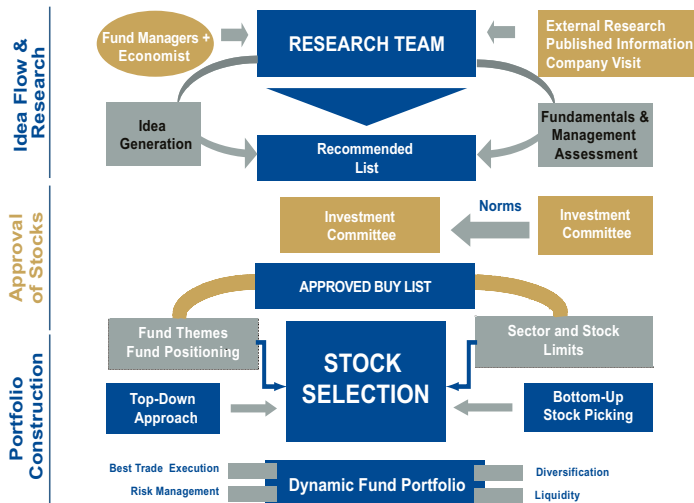 Idea Flow &
Research
Fund Managers +
Economist
RESEARCH TEAM
External Research
Published Information
Company Visit
Idea
Generation
Recommended
List
Fundamentals &
Management
Assessment
Approval
of Stocks
Investment
Committee
Norms
Investment
Committee
APPROVED BUY LIST
Portfolio
Construction
Fund Themes
Fund Positioning
STOCK
SELECTION
Sector and Stock
Limits
Top-Down
Approach
Bottom-Up
Stock Picking
Best Trade Execution
Risk Management
Dynamic Fund Portfolio
Diversification
Liquidity